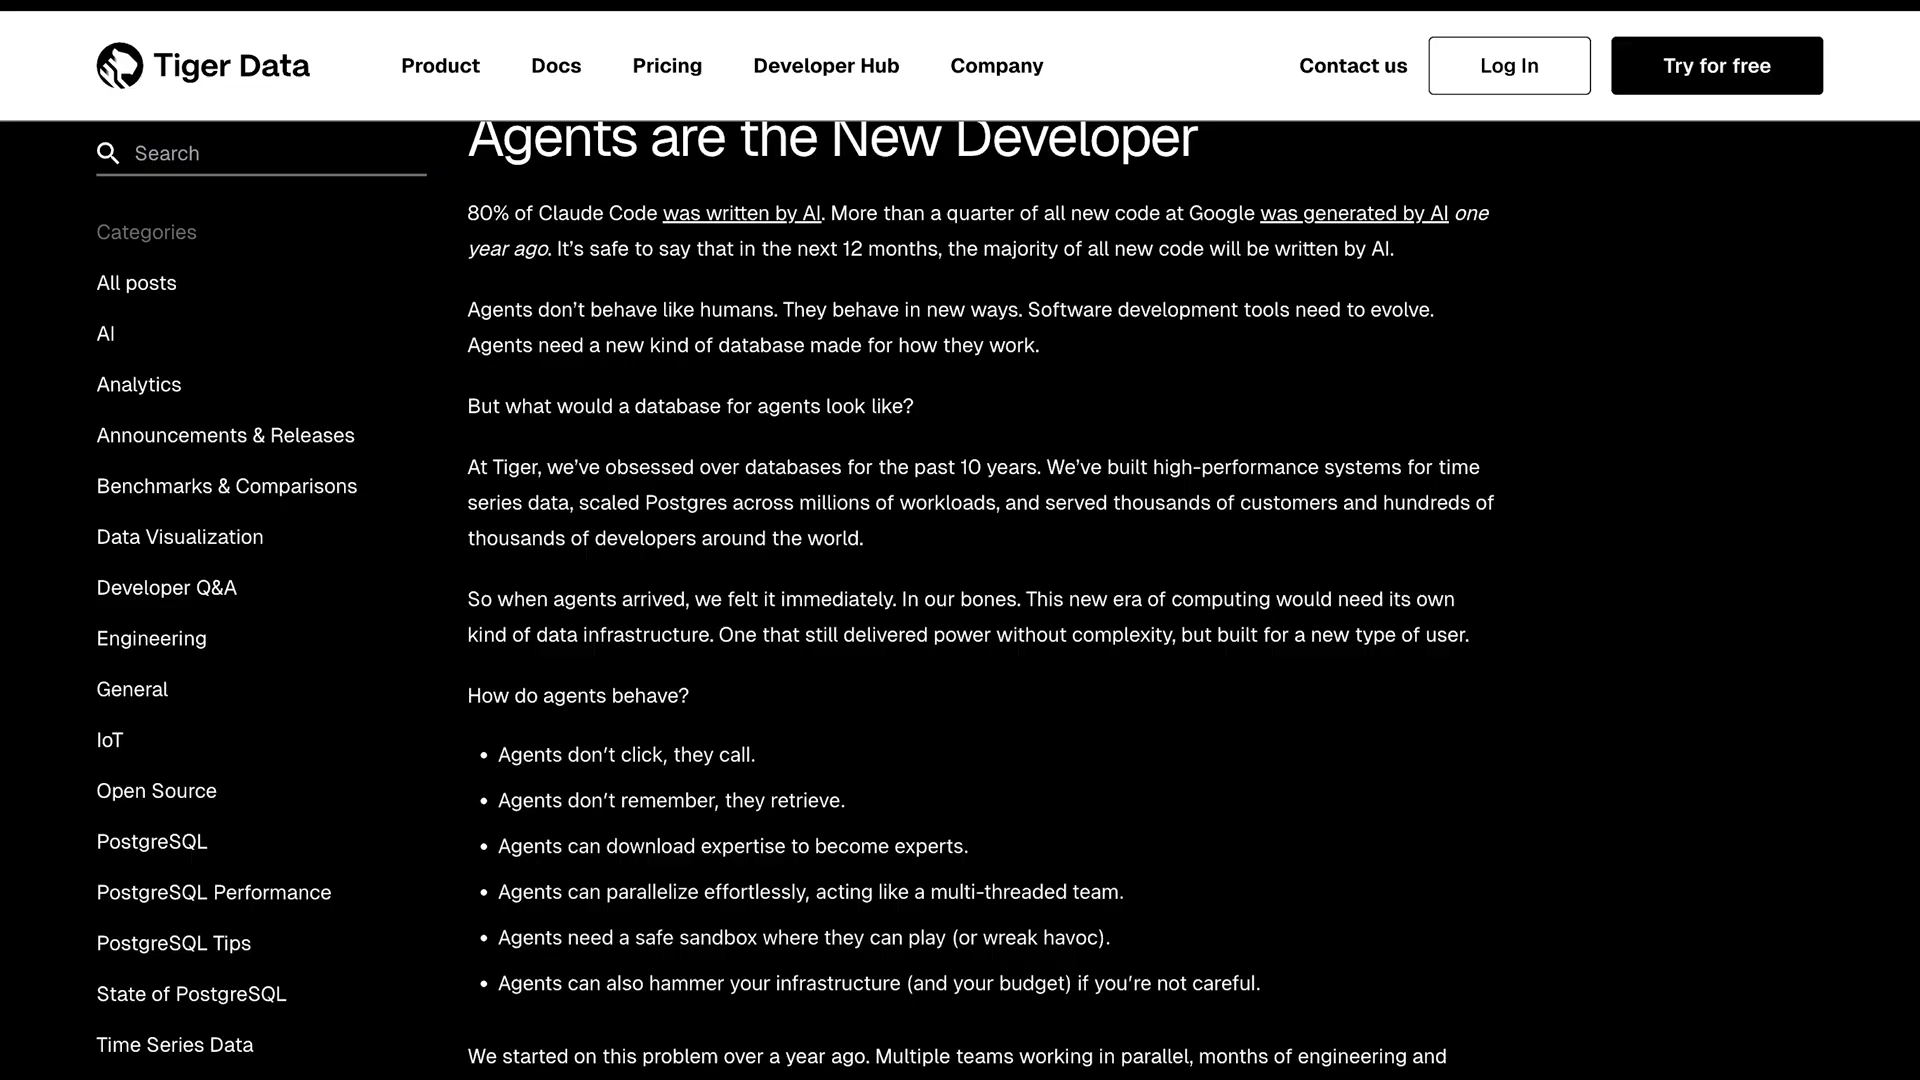 Tiger Data
Product
Docs
Pricing
Developer Hub
Company
Contact us
Log In
Try for free
Search
Categories
All posts
AI
Analytics
Announcements & Releases
Benchmarks & Comparisons
Data Visualization
Developer Q&A
Engineering
General
IoT
Open Source
PostgreSQL
PostgreSQL Performance
PostgreSQL Tips
State of PostgreSQL
Time Series Data
Agents are the New Developer
80% of Claude Code was written by AI. More than a quarter of all new code at Google was generated by AI one
year ago. It’s safe to say that in the next 12 months, the majority of all new code will be written by AI.
Agents don’t behave like humans. They behave in new ways. Software development tools need to evolve.
Agents need a new kind of database made for how they work.
But what would a database for agents look like?
At Tiger, we’ve obsessed over databases for the past 10 years. We’ve built high-performance systems for time
series data, scaled Postgres across millions of workloads, and served thousands of customers and hundreds of
thousands of developers around the world.
So when agents arrived, we felt it immediately. In our bones. This new era of computing would need its own
kind of data infrastructure. One that still delivered power without complexity, but built for a new type of user.
How do agents behave?
• Agents don’t click, they call.
• Agents don’t remember, they retrieve.
• Agents can download expertise to become experts.
• Agents can parallelize effortlessly, acting like a multi-threaded team.
• Agents need a safe sandbox where they can play (or wreak havoc).
• Agents can also hammer your infrastructure (and your budget) if you’re not careful.
We started on this problem over a year ago. Multiple teams working in parallel, months of engineering and